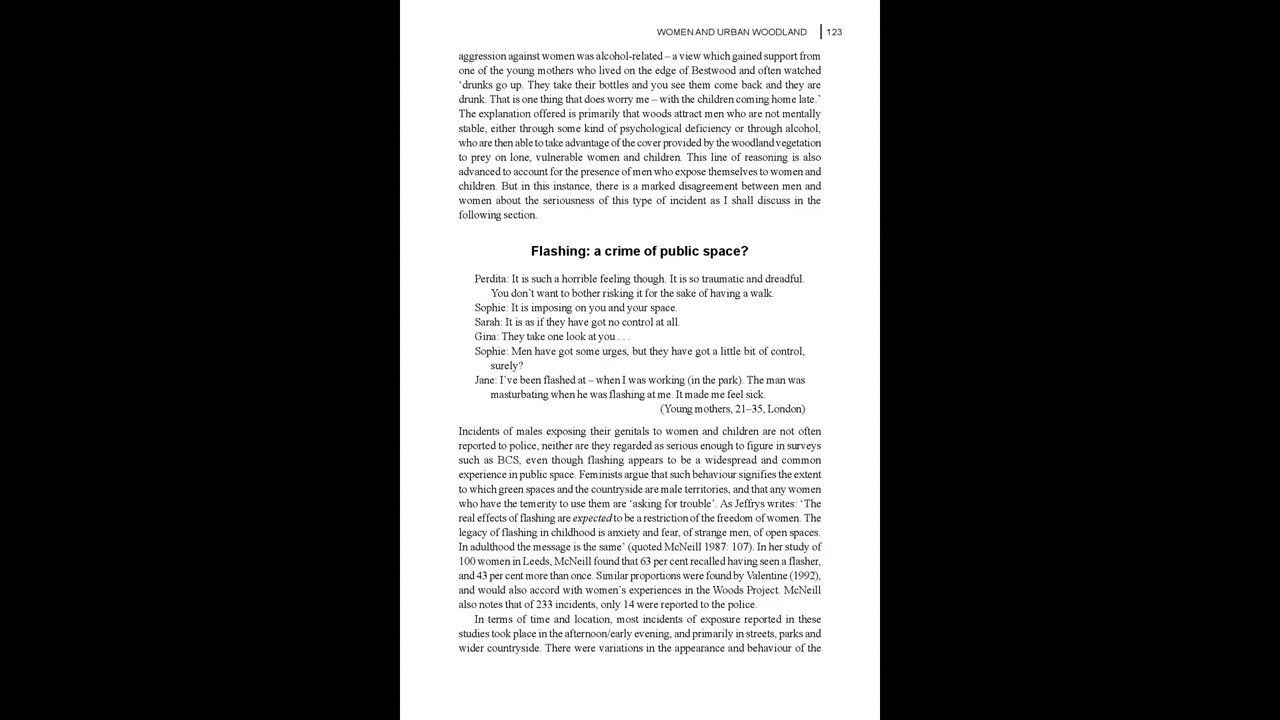 WOMEN AND URBAN WOODLAND | 123
aggression against women was alcohol-related – a view which gained support from
one of the young mothers who lived on the edge of Bestwood and often watched
‘drunks go up. They take their bottles and you see them come back and they are
drunk. That is one thing that does worry me – with the children coming home late.’
The explanation offered is primarily that woods attract men who are not mentally
stable, either through some kind of psychological deficiency or through alcohol,
who are then able to take advantage of the cover provided by the woodland vegetation
to prey on lone, vulnerable women and children. This line of reasoning is also
advanced to account for the presence of men who expose themselves to women and
children. But in this instance, there is a marked disagreement between men and
women about the seriousness of this type of incident as I shall discuss in the
following section.
Flashing: a crime of public space?
Perdita: It is such a horrible feeling though. It is so traumatic and dreadful.
You don’t want to bother risking it for the sake of having a walk.
Sophie: It is imposing on you and your space.
Sarah: It is as if they have got no control at all.
Gina: They take one look at you . . .
Sophie: Men have got some urges, but they have got a little bit of control,
surely?
Jane: I’ve been flashed at – when I was working (in the park). The man was
masturbating when he was flashing at me. It made me feel sick.
(Young mothers, 21–35, London)
Incidents of males exposing their genitals to women and children are not often
reported to police, neither are they regarded as serious enough to figure in surveys
such as BCS, even though flashing appears to be a widespread and common
experience in public space. Feminists argue that such behaviour signifies the extent
to which green spaces and the countryside are male territories, and that any women
who have the temerity to use them are ‘asking for trouble’. As Jeffrys writes: ‘The
real effects of flashing are expected to be a restriction of the freedom of women. The
legacy of flashing in childhood is anxiety and fear, of strange men, of open spaces.
In adulthood the message is the same’ (quoted McNeill 1987: 107). In her study of
100 women in Leeds, McNeill found that 63 per cent recalled having seen a flasher,
and 43 per cent more than once. Similar proportions were found by Valentine (1992),
and would also accord with women’s experiences in the Woods Project. McNeill
also notes that of 233 incidents, only 14 were reported to the police.
In terms of time and location, most incidents of exposure reported in these
studies took place in the afternoon/early evening, and primarily in streets, parks and
wider countryside. There were variations in the appearance and behaviour of the